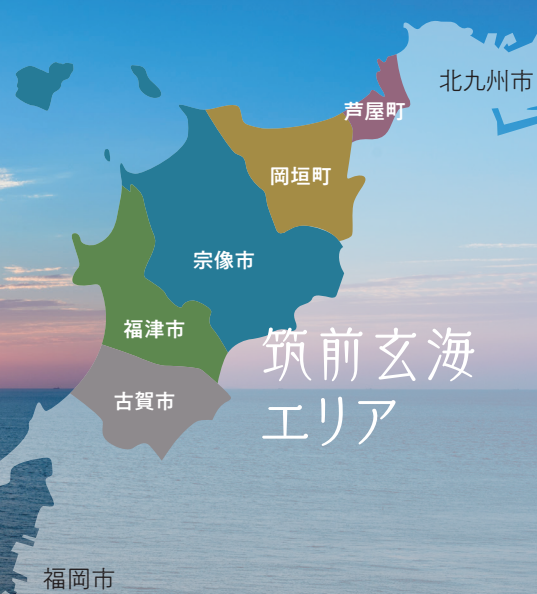 北九州市
芦屋町
岡垣町
宗像市
福津市
筑前玄海
エリア
古賀市
福岡市